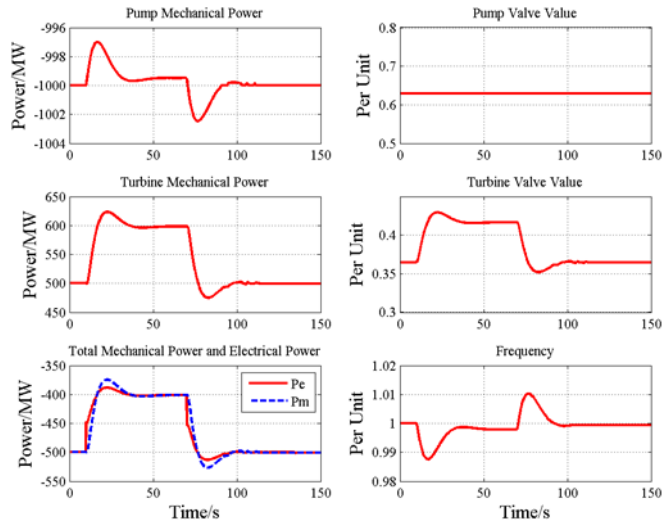 Pump Mechanical Power
Power/MW
-996
-998
-1000
-1002
-1004
0 50 100 150
Pump Valve Value
Per Unit
0.8
0.7
0.6
0.5
0 50 100 150
Turbine Mechanical Power
Power/MW
650
600
550
500
450
0 50 100 150
Turbine Valve Value
Per Unit
0.4
0.35
0.3
0 50 100 150
Total Mechanical Power and Electrical Power
Power/MW
-350
-400
-450
-500
-550
Pe
Pm
0 50 100 150
Time/s
Frequency
Per Unit
1.02
1.01
1
0.99
0.98
0 50 100 150
Time/s